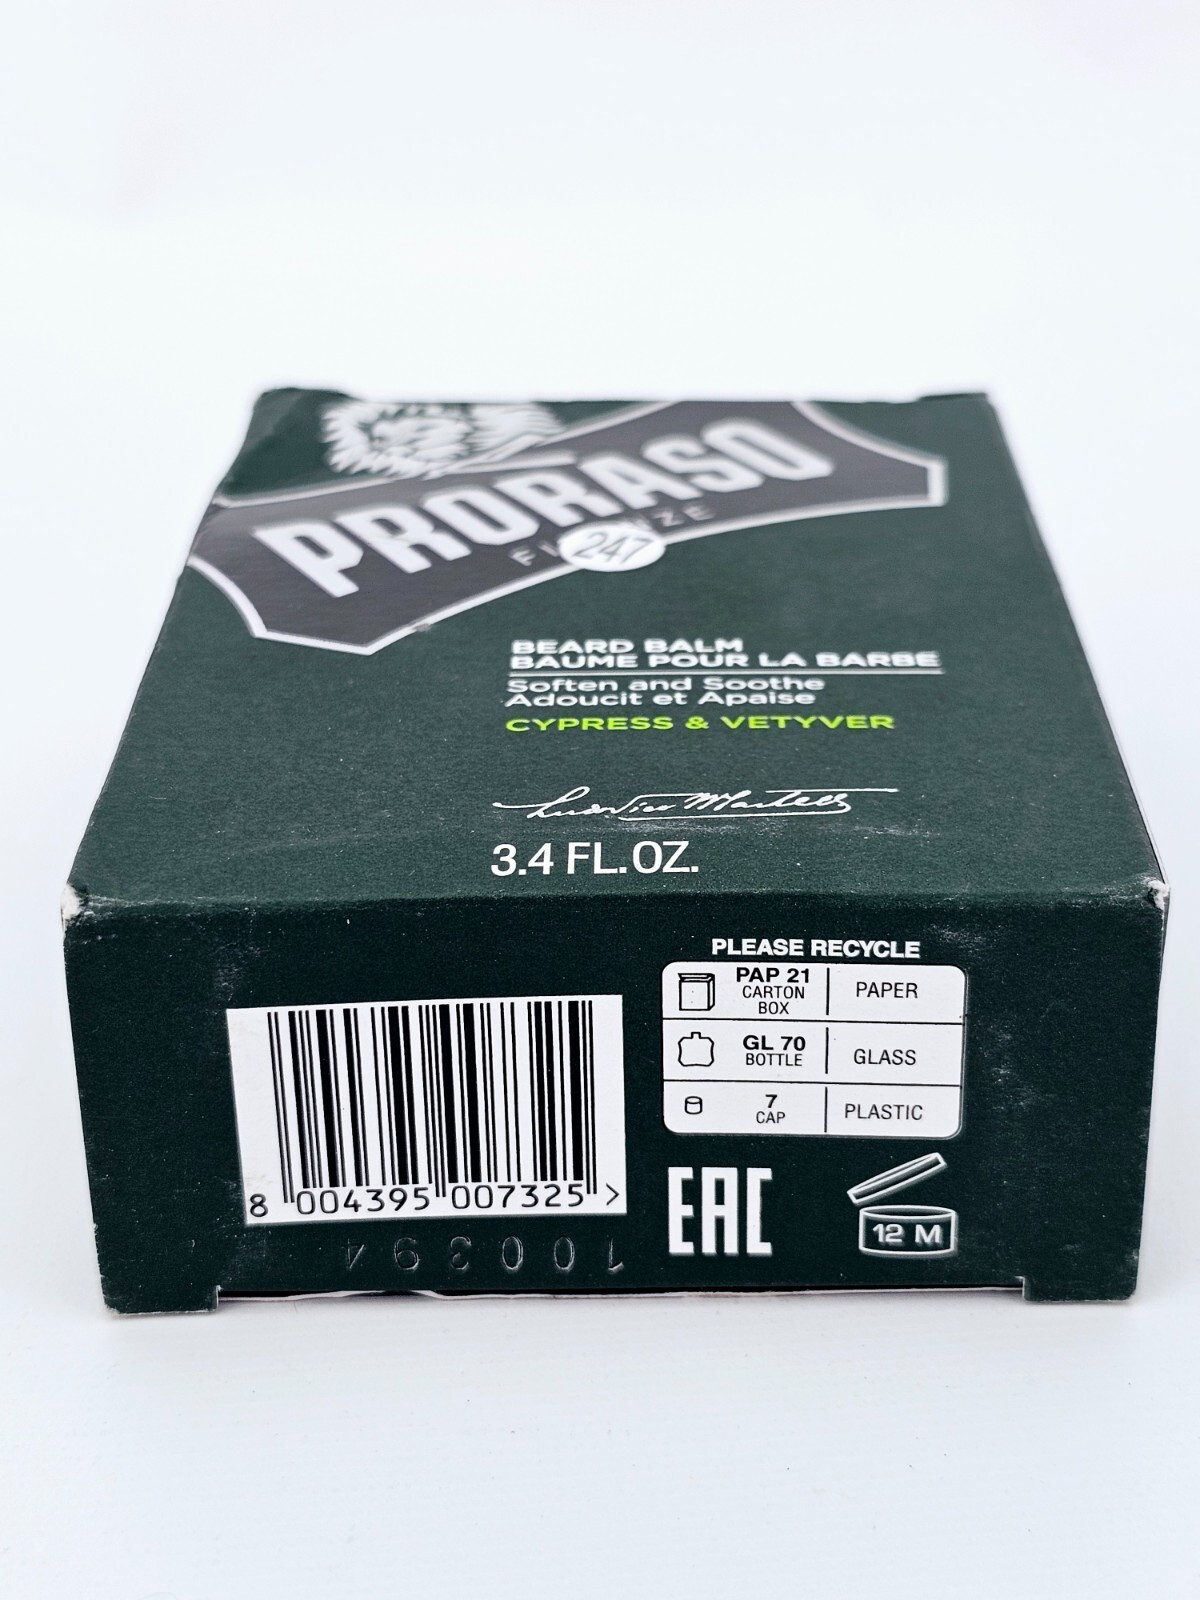 PRORASO
247
BEARD BALM
BAUME POUR LA BARBE
Soften and Soothe
Adoucit et Apaise
CYPRESS & VETYVER
Ludovico Martelli
3.4 FL.OZ.
PLEASE RECYCLE
PAP 21
CARTON
BOX
PAPER
GL 70
BOTTLE
GLASS
7
CAP
PLASTIC
8 004395 007325 >
EAC
12 M
100394